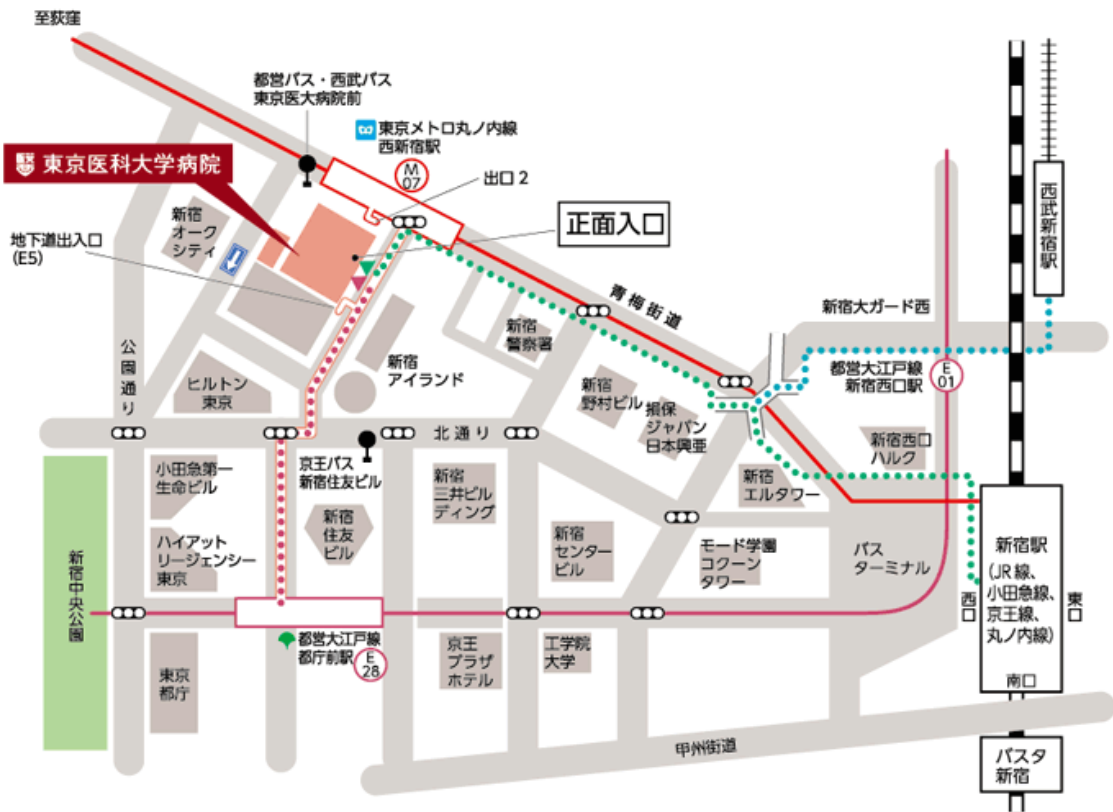 至荻窪
都営バス・西武バス
東京医大病院前
東京メトロ丸ノ内線
西新宿駅
M
07
出口2
東京医科大学病院
正面入口
新宿
オーク
シティ
地下道出入口
(E5)
西武新宿駅
青梅街道
新宿大ガード西
公園通り
新宿
警察署
新宿
アイランド
都営大江戸線
新宿西口駅
E
01
ヒルトン
東京
新宿
野村ビル
損保
ジャパン
日本興亜
北通り
新宿西口
ハルク
小田急第一
生命ビル
京王バス
新宿住友ビル
新宿
三井ビル
ディング
新宿
エルタワー
新宿
住友
ビル
ハイアット
リージェンシー
東京
新宿
センター
ビル
モード学園
コクーン
タワー
バス
ターミナル
新宿駅
(JR線、
小田急線、
京王線、
丸ノ内線)
西口
東口
南口
新宿中央公園
都営大江戸線
都庁前駅
E
28
東京
都庁
京王
プラザ
ホテル
工学院
大学
甲州街道
バスタ
新宿